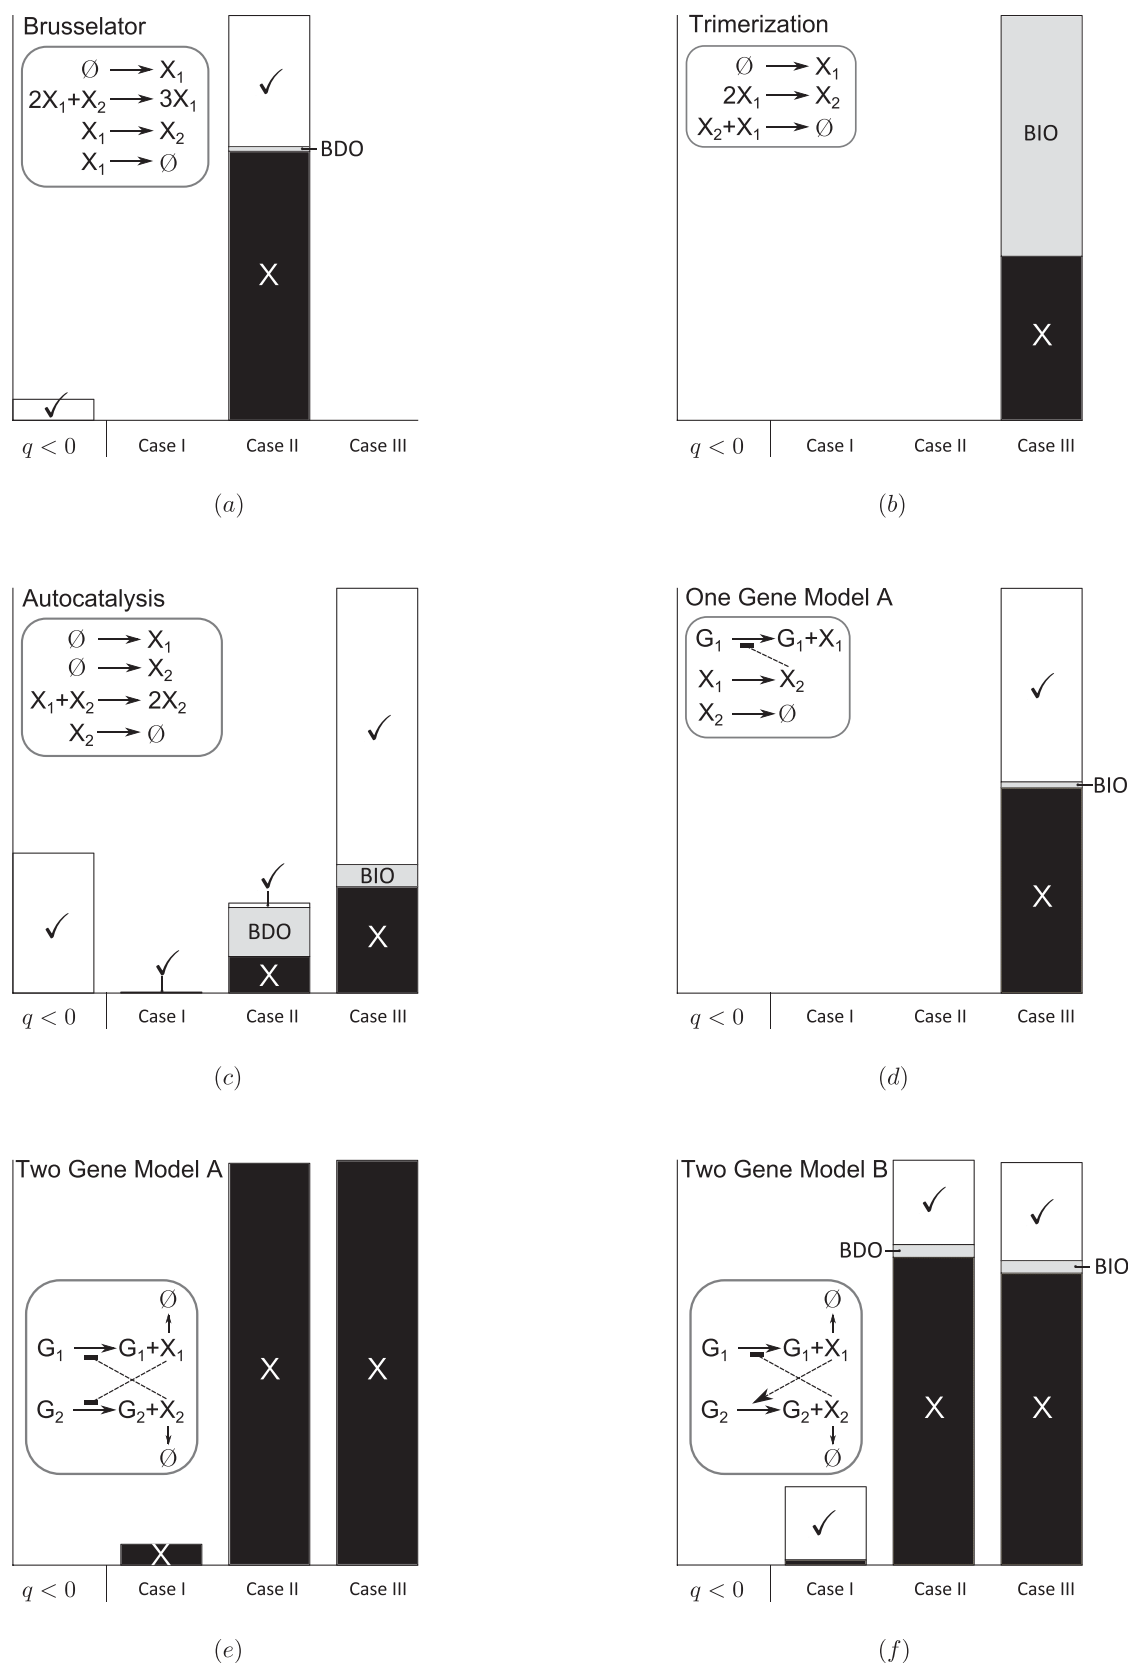 Brusselator
∅ → X₁
2X₁+X₂ → 3X₁
X₁ → X₂
X₁ → ∅
✓
BDO
X
✓
q < 0 Case I Case II Case III
(a)
Trimerization
∅ → X₁
2X₁ → X₂
X₂+X₁ → ∅
BIO
X
q < 0 Case I Case II Case III
(b)
Autocatalysis
∅ → X₁
∅ → X₂
X₁+X₂ → 2X₂
X₂ → ∅
✓
✓
BIO
✓
BDO
X
✓
X
q < 0 Case I Case II Case III
(c)
One Gene Model A
G₁ → G₁+X₁
X₁ → X₂
X₂ → ∅
✓
BIO
X
q < 0 Case I Case II Case III
(d)
Two Gene Model A
∅
G₁ → G₁+X₁
G₂ → G₂+X₂
∅
X
X
X
q < 0 Case I Case II Case III
(e)
Two Gene Model B
✓
✓
BDO
BIO
∅
G₁ → G₁+X₁
G₂ → G₂+X₂
∅
X
X
✓
q < 0 Case I Case II Case III
(f)